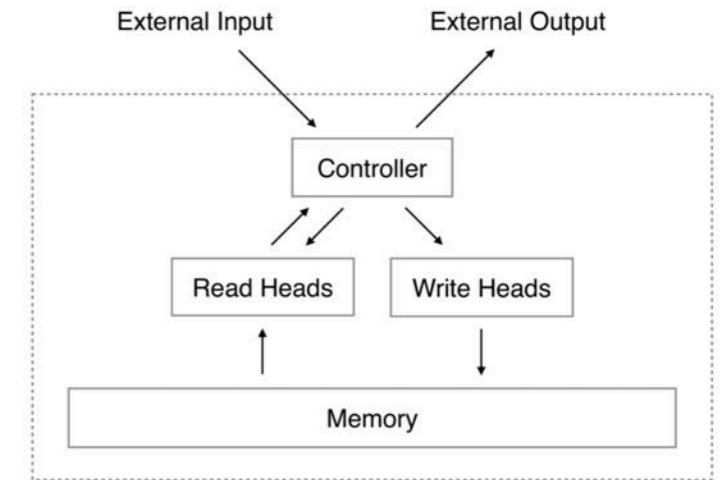 External Input External Output
Controller
Read Heads Write Heads
Memory